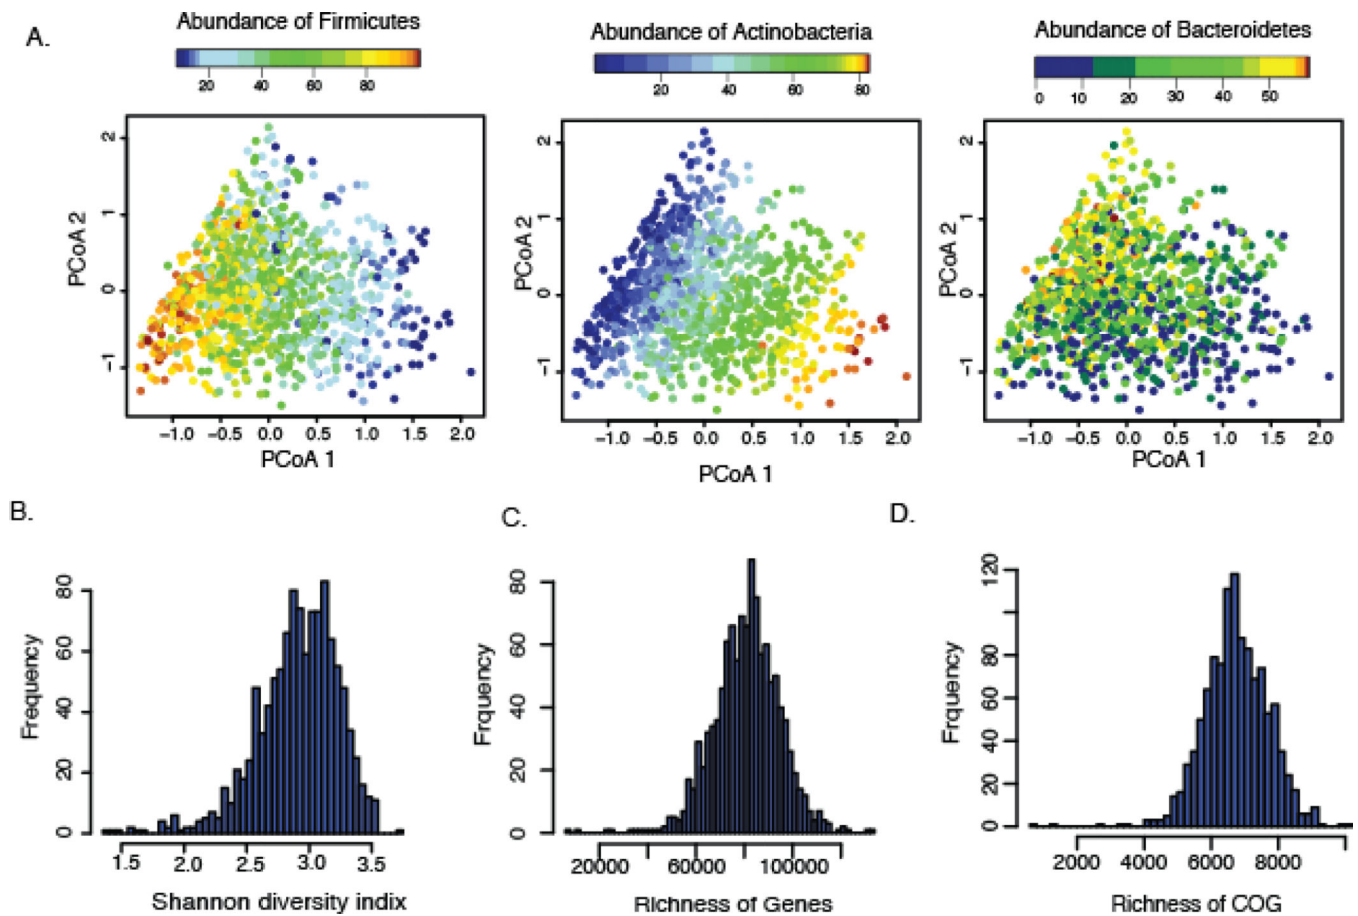 A.
Abundance of Firmicutes
20 40 60 80
Abundance of Actinobacteria
20 40 60 80
Abundance of Bacteroidetes
0 10 20 30 40 50
PCoA 2
2
1
0
−1
−1.0 −0.5 0.0 0.5 1.0 1.5 2.0
PCoA 1
PCoA 2
2
1
0
−1
−1.0 −0.5 0.0 0.5 1.0 1.5 2.0
PCoA 1
PCoA 2
2
1
0
−1
−1.0 −0.5 0.0 0.5 1.0 1.5 2.0
PCoA 1
B.
Frequency
80
60
40
20
0
1.5 2.0 2.5 3.0 3.5
Shannon diversity indix
C.
Frquency
80
60
40
20
0
20000 60000 100000
RIchness of Genes
D.
Frquency
120
80
60
40
20
0
2000 4000 6000 8000
Richness of COG